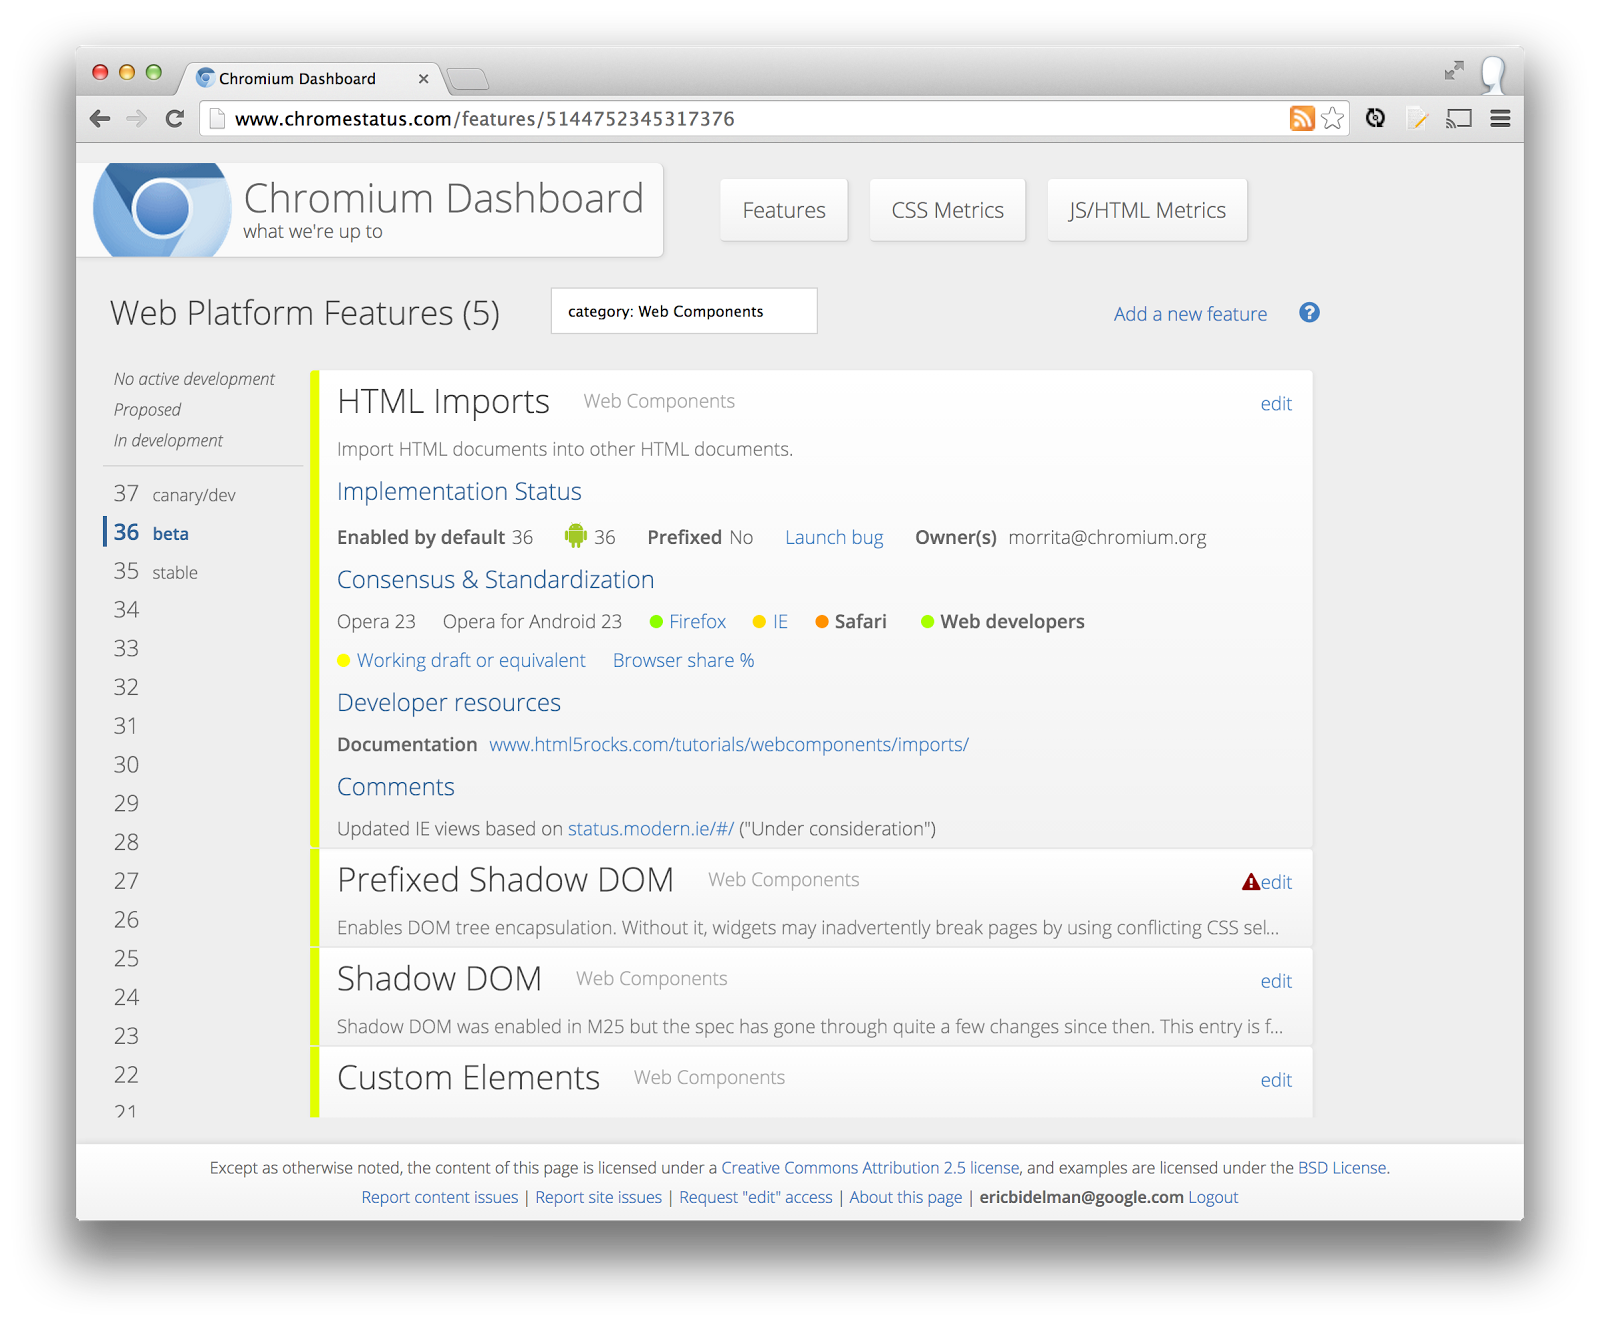 Chromium Dashboard
www.chromestatus.com/features/5144752345317376
Chromium Dashboard
what we're up to
Features
CSS Metrics
JS/HTML Metrics
Web Platform Features (5)
category: Web Components
Add a new feature
?
No active development
Proposed
In development
37 canary/dev
36 beta
35 stable
34
33
32
31
30
29
28
27
26
25
24
23
22
21
HTML Imports Web Components edit
Import HTML documents into other HTML documents.
Implementation Status
Enabled by default 36 36 Prefixed No Launch bug Owner(s) morrita@chromium.org
Consensus & Standardization
Opera 23 Opera for Android 23 Firefox IE Safari Web developers
Working draft or equivalent Browser share %
Developer resources
Documentation www.html5rocks.com/tutorials/webcomponents/imports/
Comments
Updated IE views based on status.modern.ie/#/ ("Under consideration")
Prefixed Shadow DOM Web Components edit
Enables DOM tree encapsulation. Without it, widgets may inadvertently break pages by using conflicting CSS sel...
Shadow DOM Web Components edit
Shadow DOM was enabled in M25 but the spec has gone through quite a few changes since then. This entry is f...
Custom Elements Web Components edit
Except as otherwise noted, the content of this page is licensed under a Creative Commons Attribution 2.5 license, and examples are licensed under the BSD License.
Report content issues | Report site issues | Request "edit" access | About this page | ericbidelman@google.com Logout